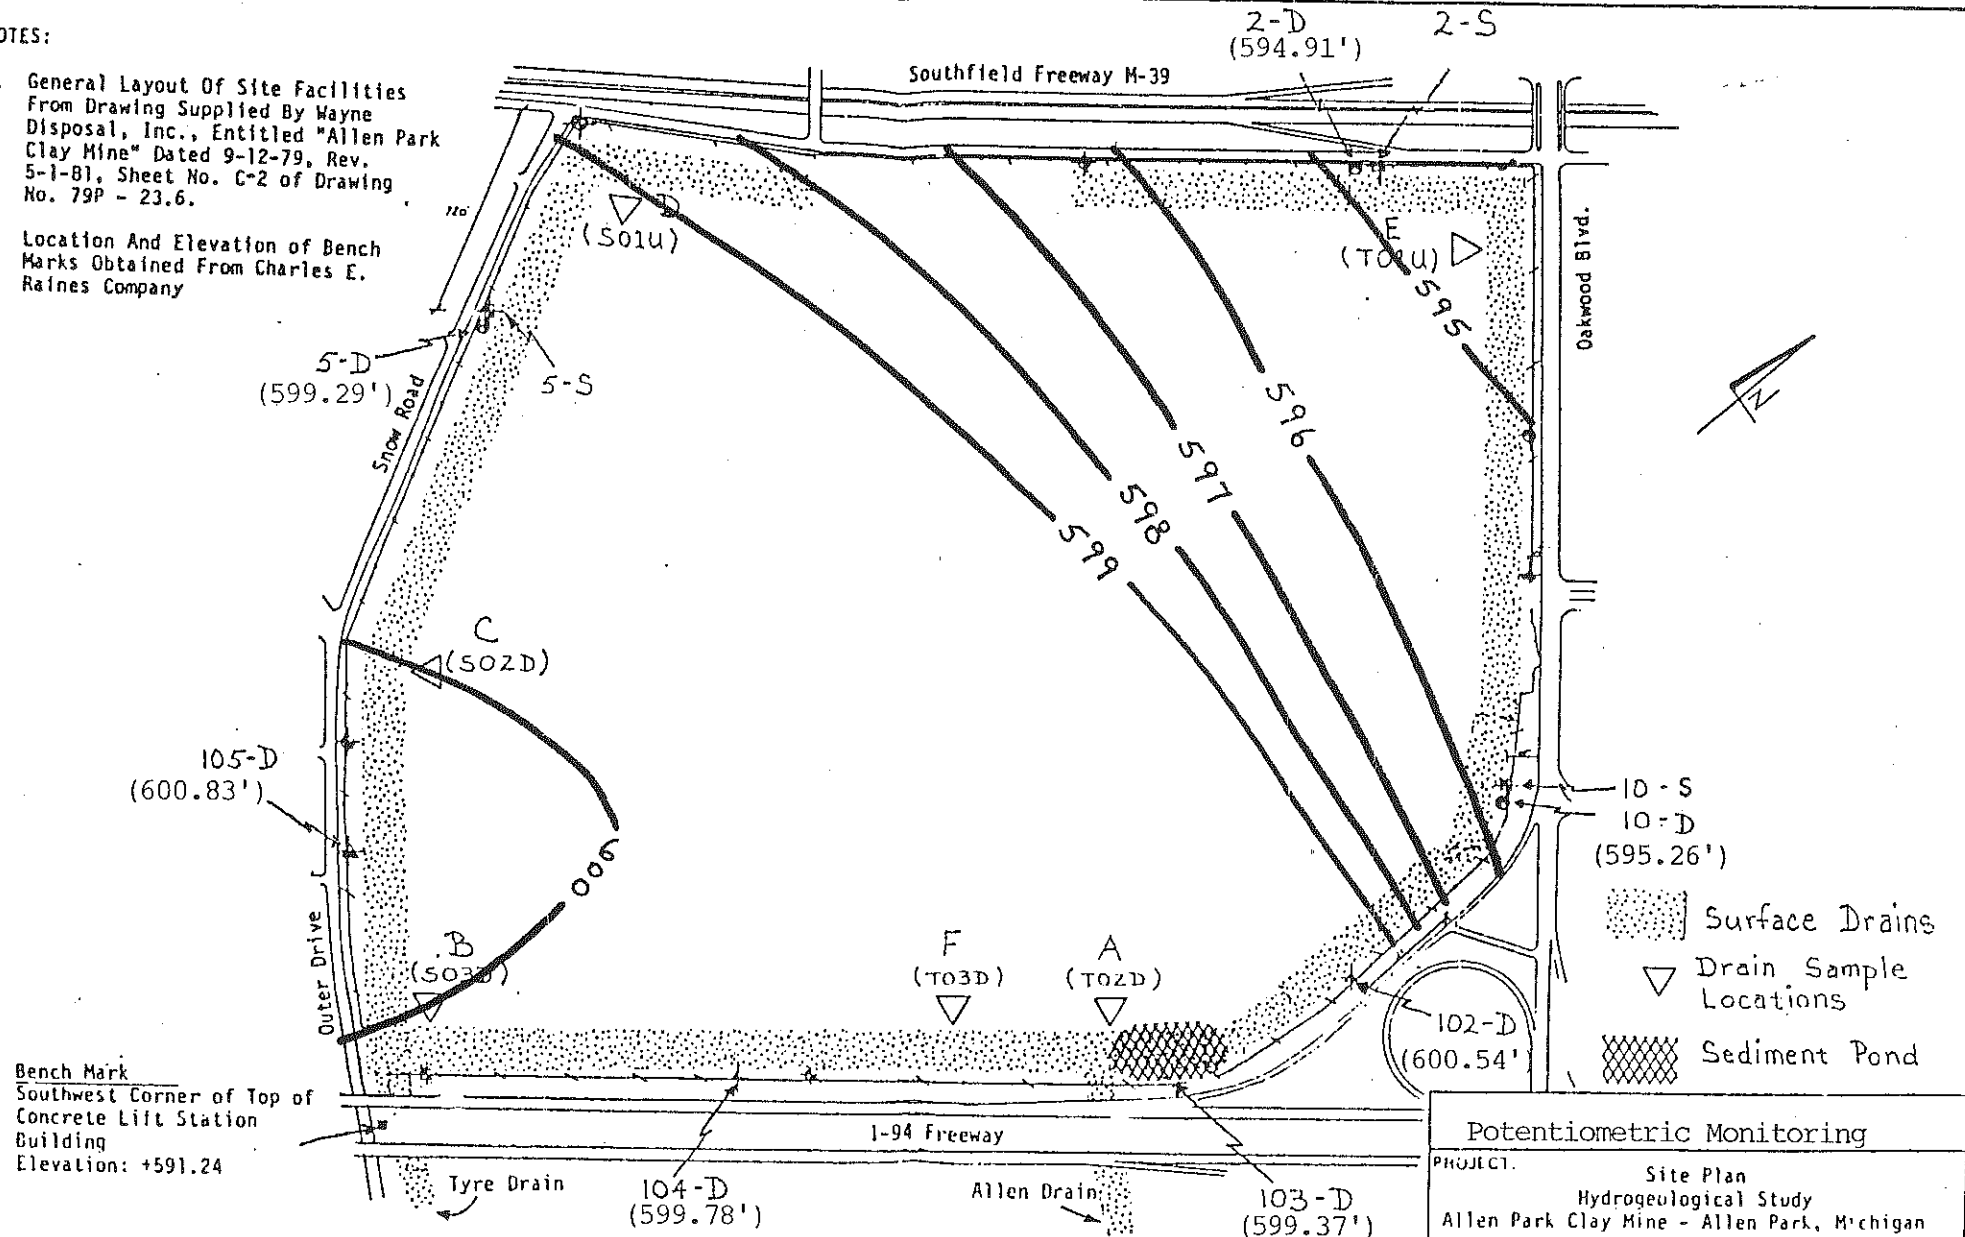 OTES:
General Layout Of Site Facilities
From Drawing Supplied By Wayne
Disposal, Inc., Entitled "Allen Park
Clay Mine" Dated 9-12-79, Rev.
5-1-81, Sheet No. C-2 of Drawing
No. 79P - 23.6.
Location And Elevation of Bench
Marks Obtained From Charles E.
Raines Company
2-D
(594.91')
2-S
Southfield Freeway M-39
D
(S01U)
E
(T01U)
Oakwood Blvd.
595
N
5-D
(599.29')
5-S
Snow Road
596
597
598
599
C
(S02D)
105-D
(600.83')
600
10-S
10-D
(595.26')
Outer Drive
B
(S03D)
F
(T03D)
A
(T02D)
Surface Drains
Drain Sample
Locations
102-D
(600.54'
Sediment Pond
Bench Mark
Southwest Corner of Top of
Concrete Lift Station
Building
Elevation: +591.24
I-94 Freeway
Tyre Drain
104-D
(599.78')
Allen Drain
103-D
(599.37')
Potentiometric Monitoring
PROJECT.
Site Plan
Hydrogeological Study
Allen Park Clay Mine - Allen Park, Michigan